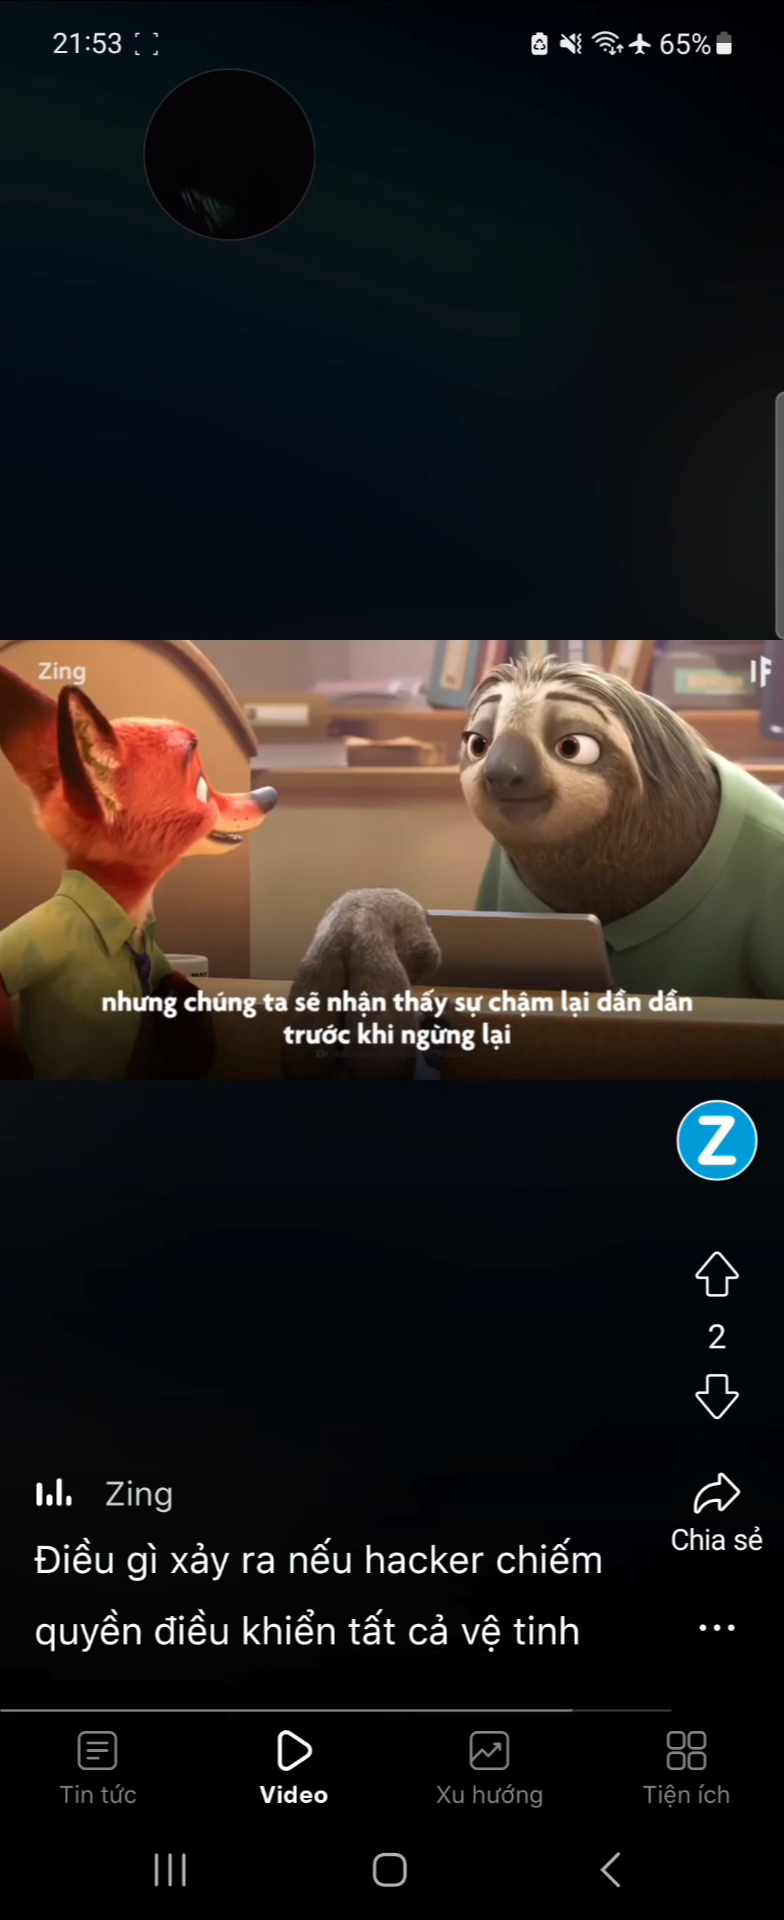 21:53
65%
Zing
nhưng chúng ta sẽ nhận thấy sự chậm lại dần dần
trước khi ngừng lại
Z
2
Chia sẻ
Zing
Điều gì xảy ra nếu hacker chiếm
quyền điều khiển tất cả vệ tinh
Tin tức
Video
Xu hướng
Tiện ích